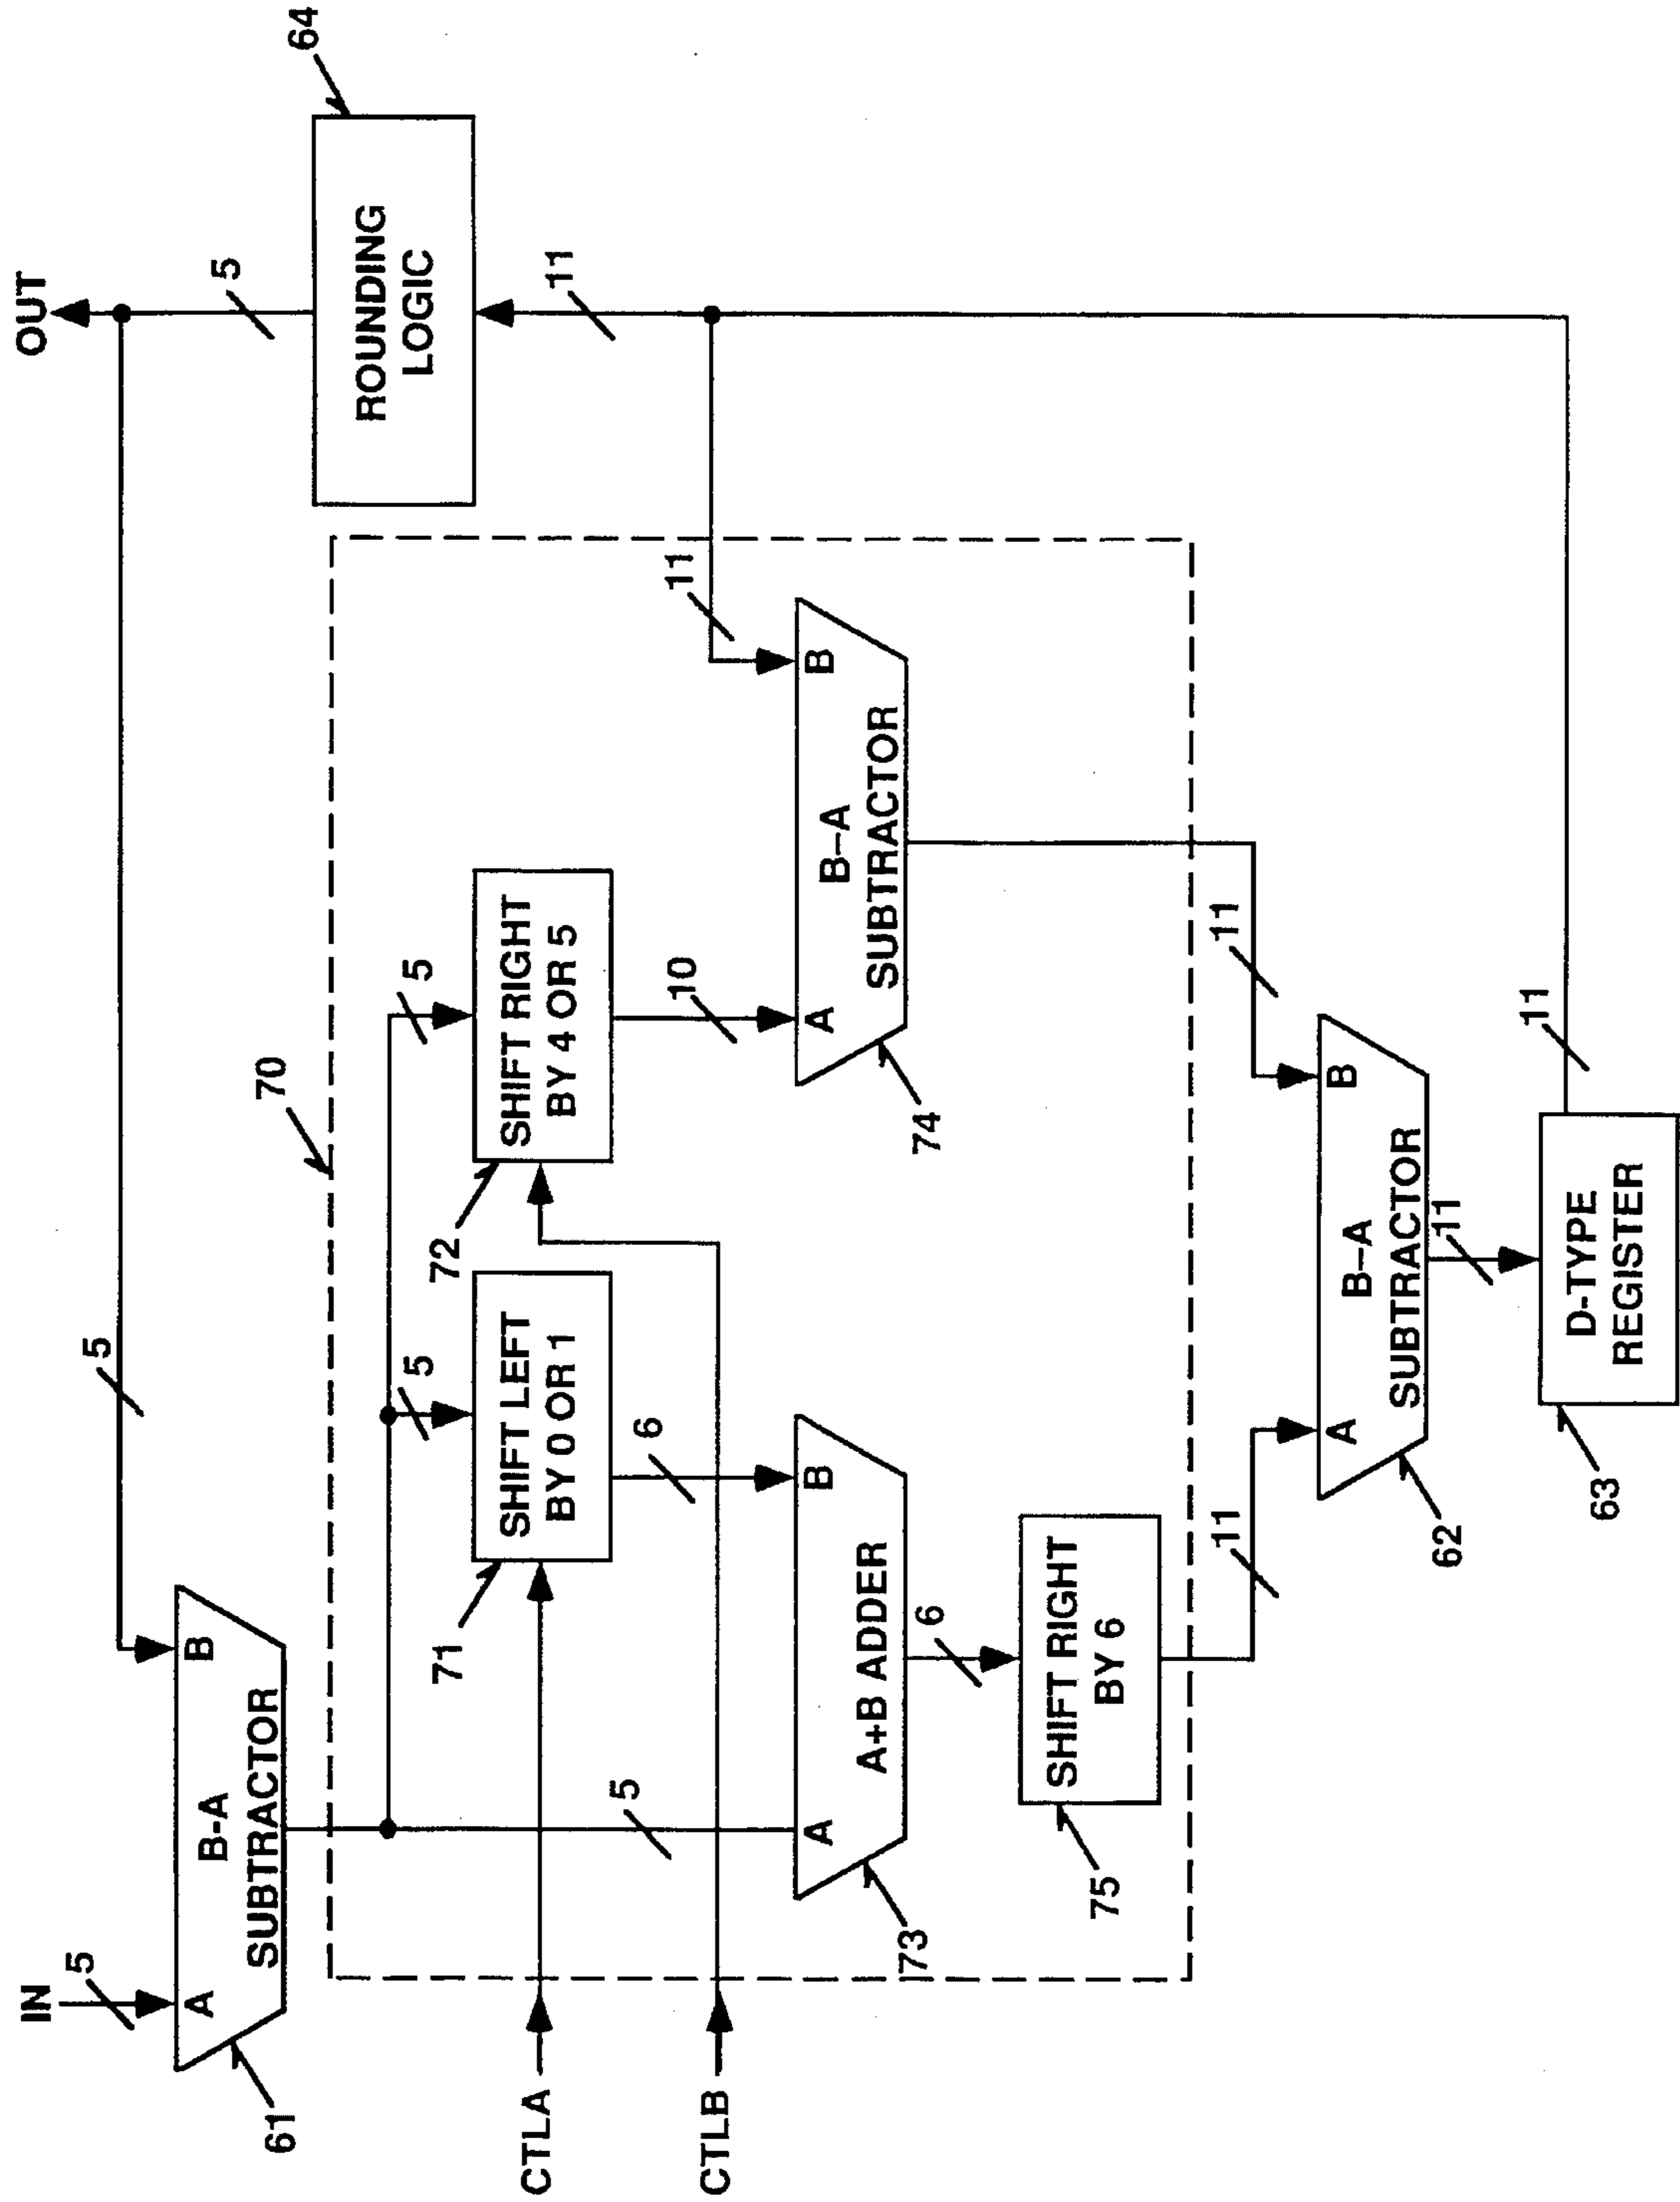 IN
5
A
B
B-A
SUBTRACTOR
61
5
OUT
5
64
ROUNDING
LOGIC
11
70
CTLA
CTLB
71
SHIFT LEFT
BY 0 OR 1
5
72
SHIFT RIGHT
BY 4 OR 5
5
5
6
10
11
A
B
A+B ADDER
73
A
B
B–A
SUBTRACTOR
74
6
SHIFT RIGHT
BY 6
75
11
11
A
B
B–A
SUBTRACTOR
62
11
D-TYPE
REGISTER
63
11